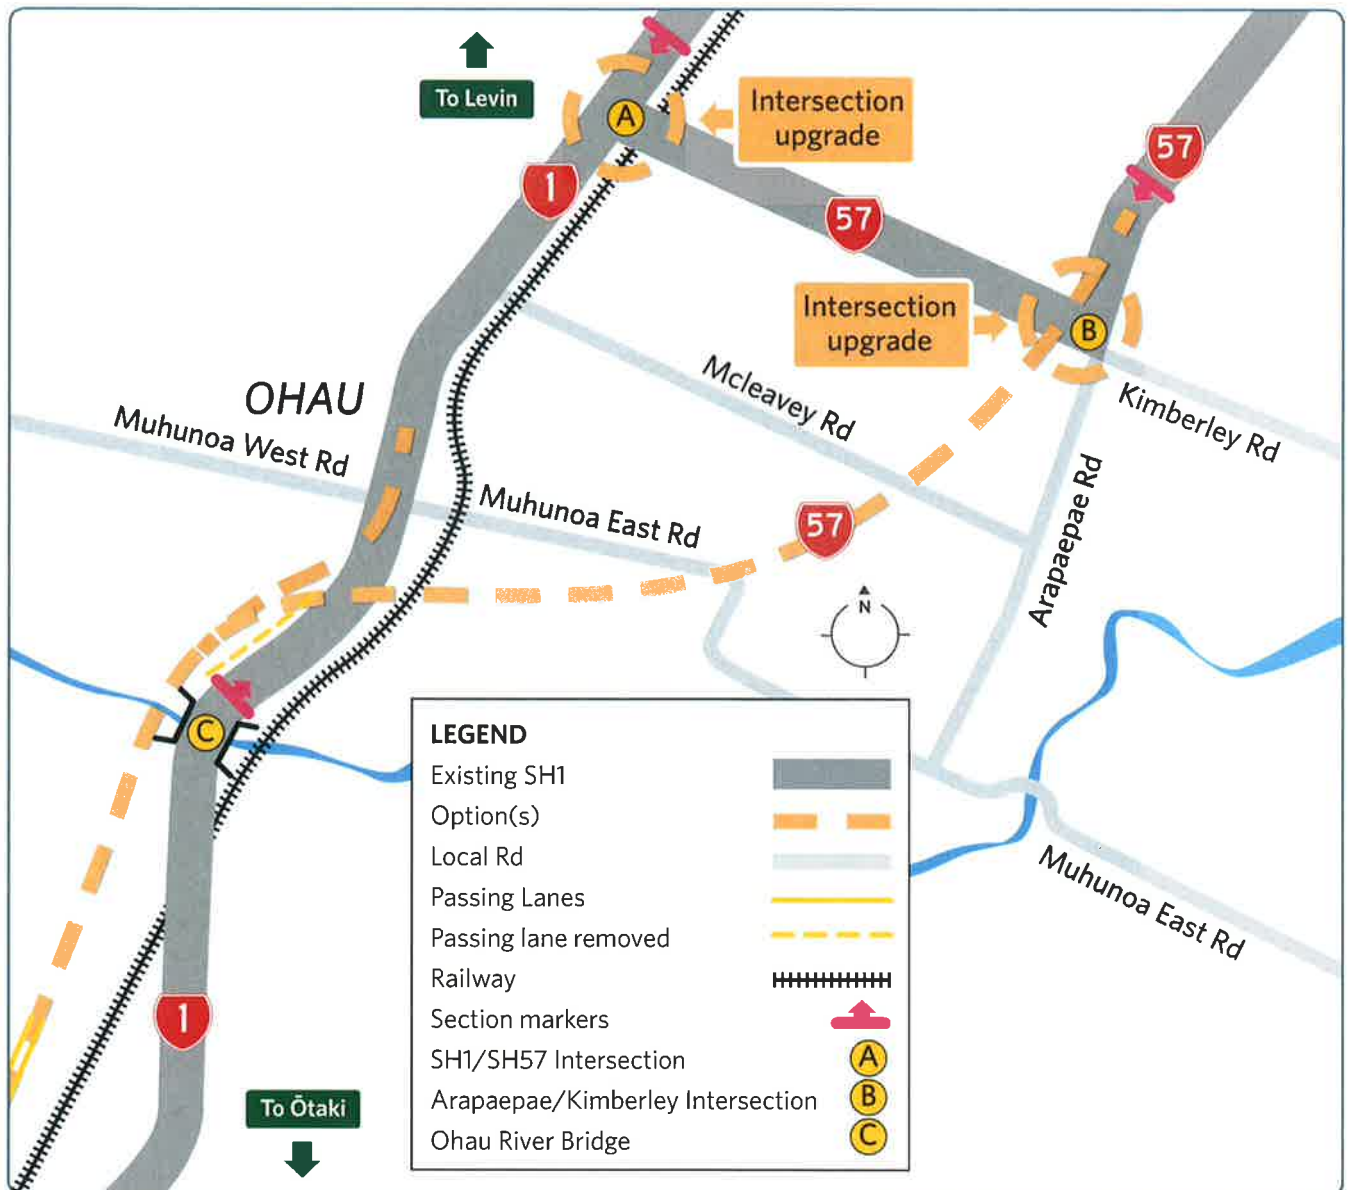 To Levin
A
Intersection
upgrade
57
1
57
Intersection
upgrade
B
Mcleavey Rd
OHAU
Kimberley Rd
Muhunoa West Rd
Muhunoa East Rd
57
Arapaepae Rd
N
C
LEGEND
Existing SH1
Option(s)
Local Rd
Passing Lanes
Passing lane removed
Railway
Section markers
SH1/SH57 Intersection A
Arapaepae/Kimberley Intersection B
Ohau River Bridge C
Muhunoa East Rd
1
To Ōtaki